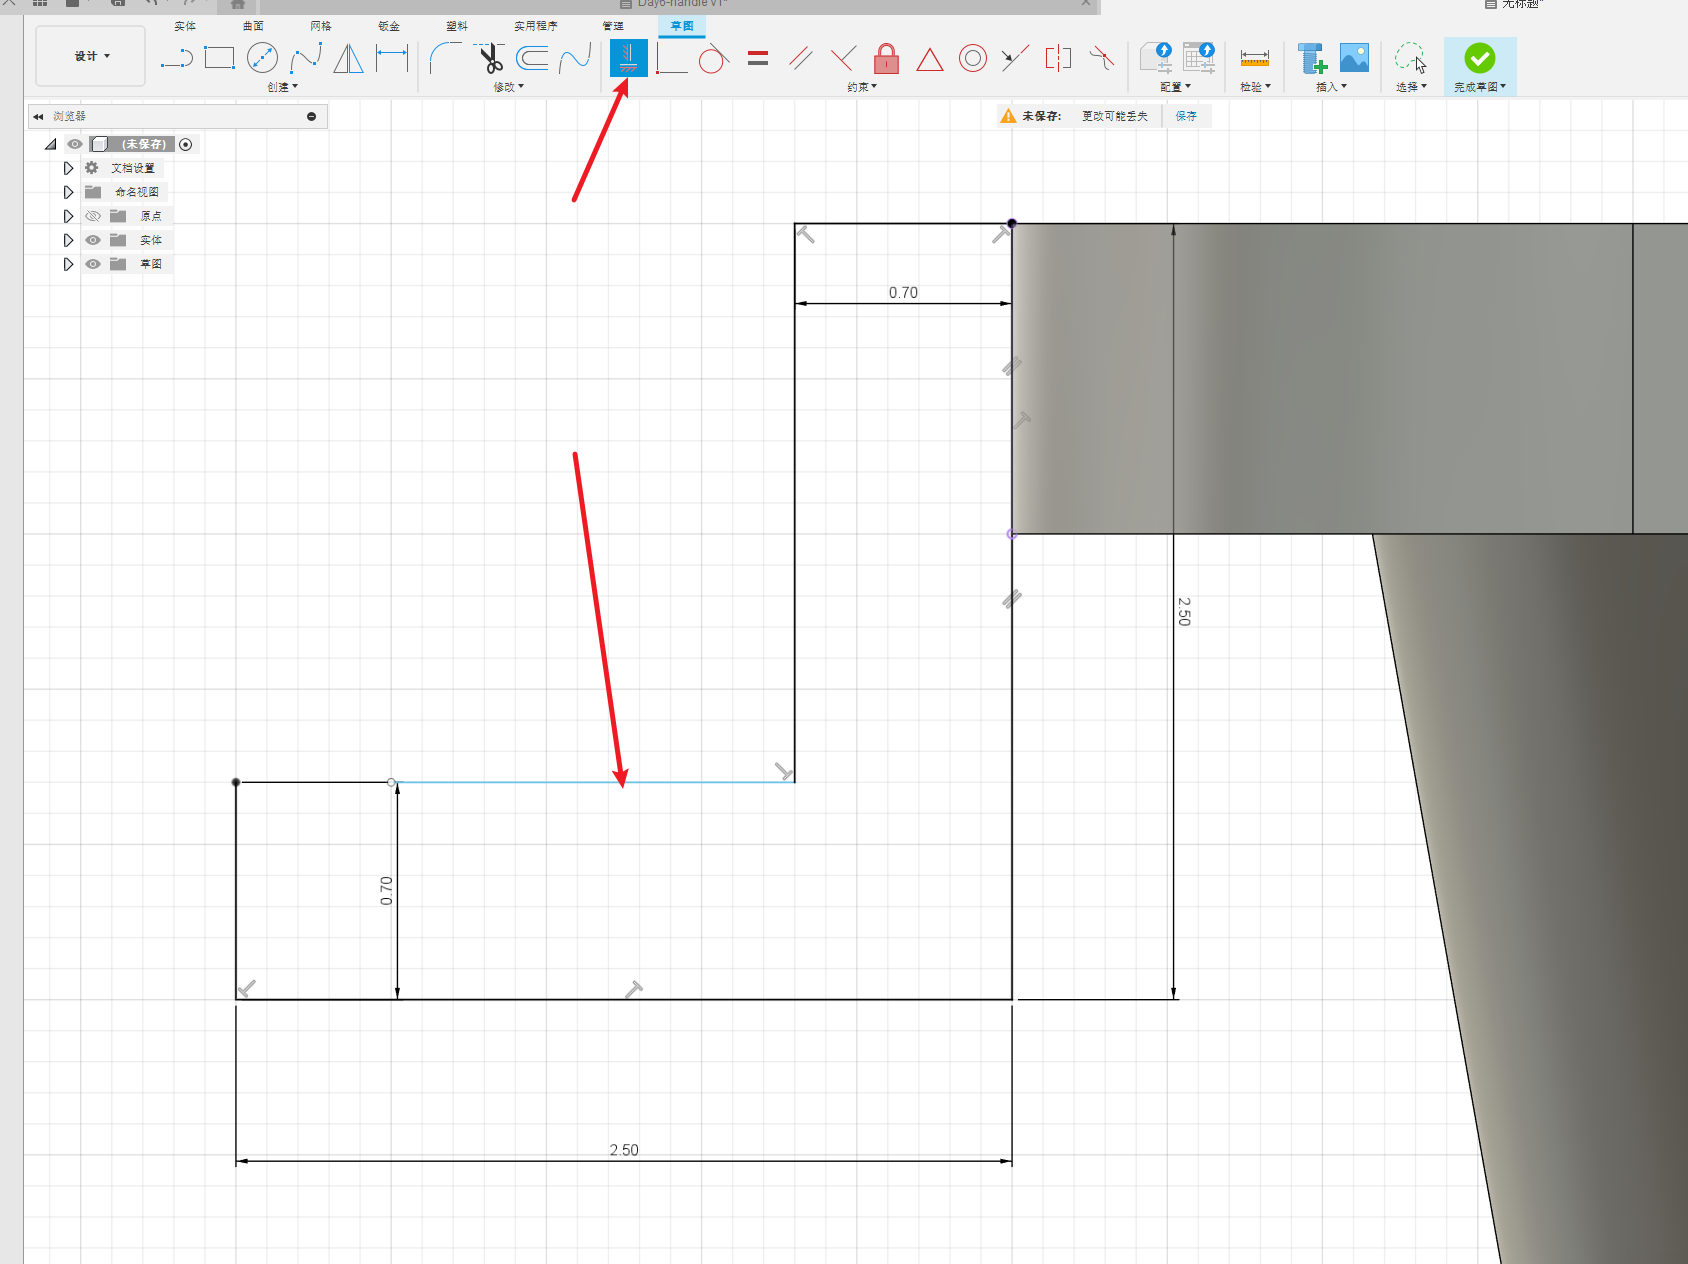 Day6-handle v1*
无标题*
实体 曲面 网格 钣金 塑料 实用程序 管理 草图
设计
创建 修改 约束 配置 检验 插入 选择 完成草图
浏览器
未保存: 更改可能丢失 保存
(未保存)
文档设置
命名视图
原点
实体
草图
0.70
2.50
0.70
2.50